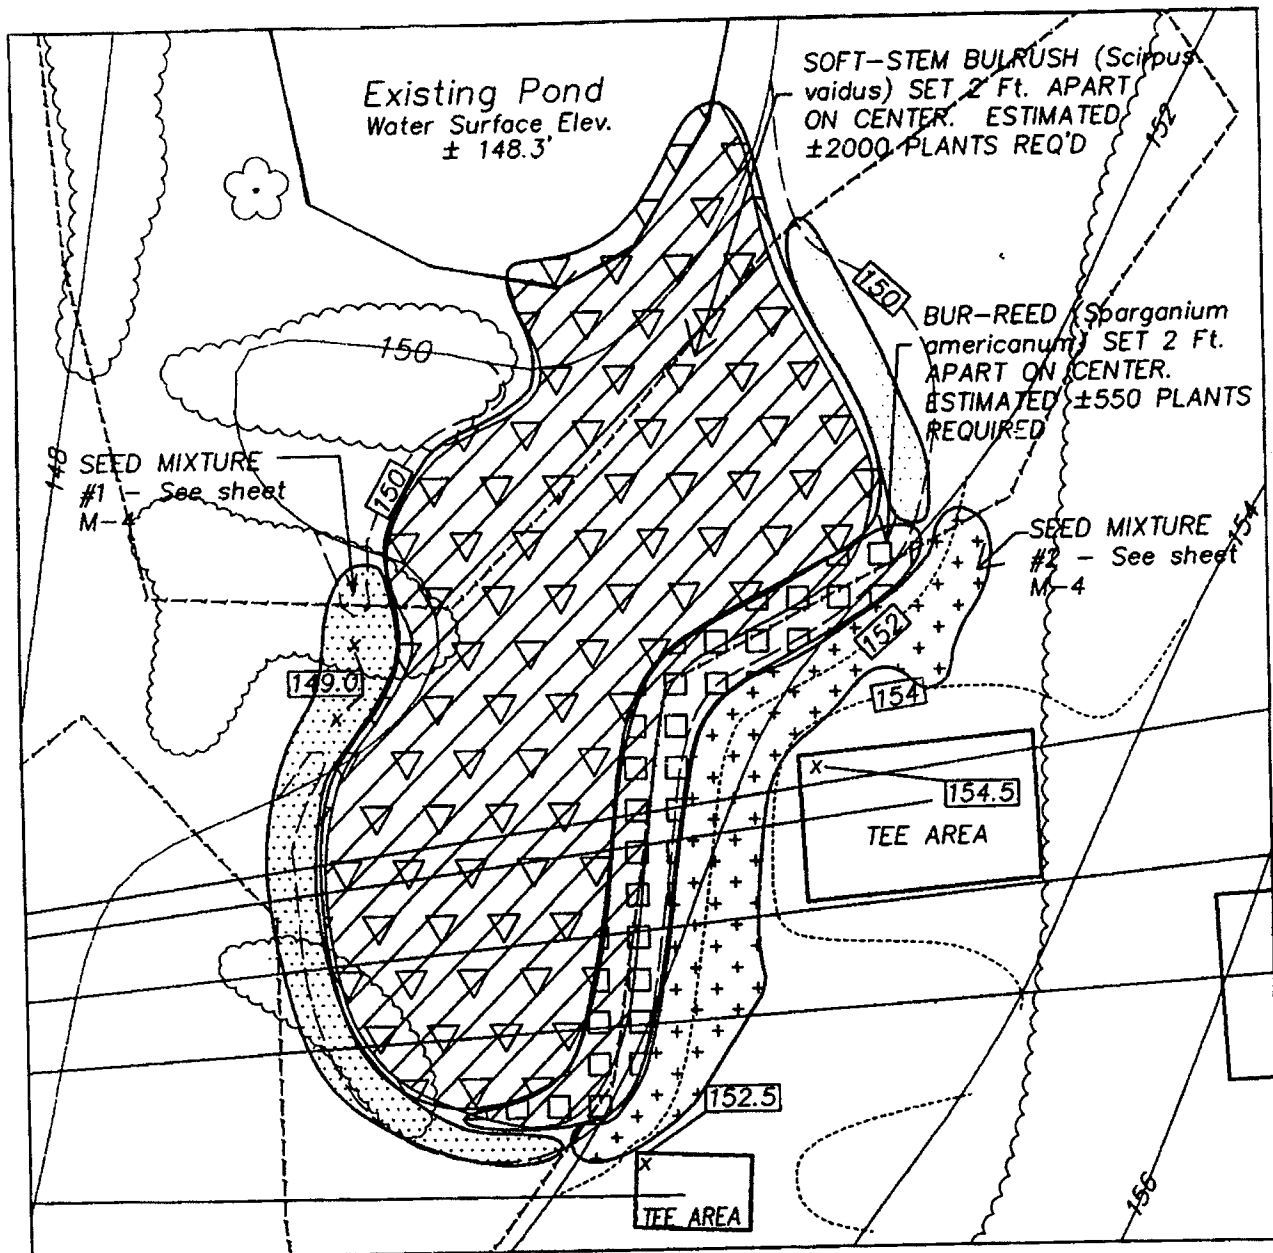 Existing Pond
Water Surface Elev.
± 148.3'
SOFT-STEM BULRUSH (Scirpus
vaidus) SET 2 Ft. APART
ON CENTER. ESTIMATED
±2000 PLANTS REQ'D
152
150
BUR-REED (Sparganium
americanum) SET 2 Ft.
APART ON CENTER.
ESTIMATED ±550 PLANTS
REQUIRED
150
148
SEED MIXTURE
#1 - See sheet
M-4
150
SEED MIXTURE
#2 - See sheet
M-4
154
152
149.0
154
x
x
x
154.5
TEE AREA
152.5
x
TEE AREA
156